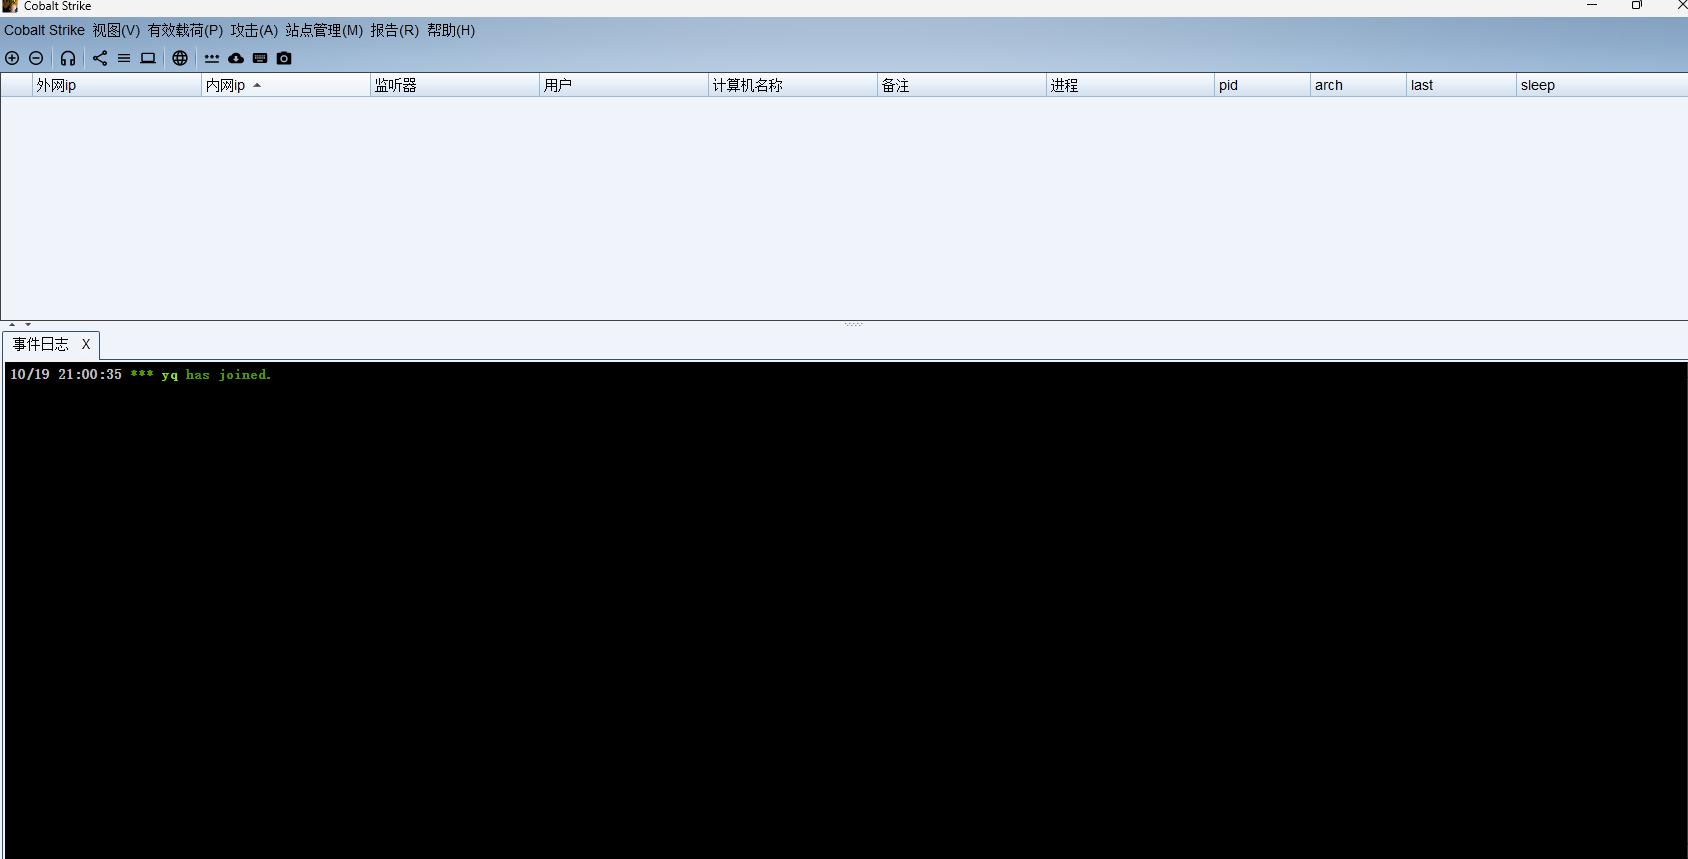 Cobalt Strike
Cobalt Strike 视图(V) 有效载荷(P) 攻击(A) 站点管理(M) 报告(R) 帮助(H)
外网ip 内网ip 监听器 用户 计算机名称 备注 进程 pid arch last sleep
事件日志 X
10/19 21:00:35 *** yq has joined.